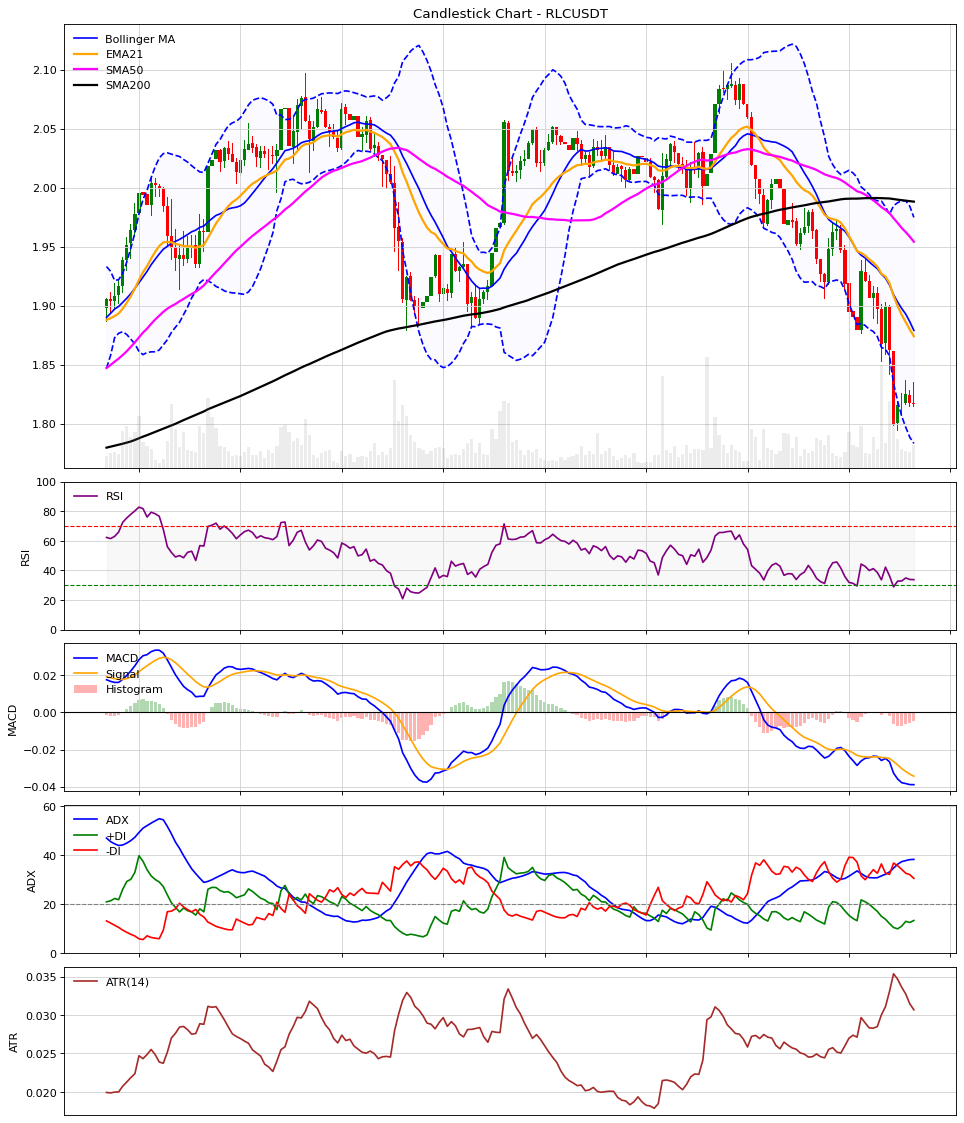 Candlestick Chart - RLCUSDT
Bollinger MA
EMA21
SMA50
SMA200
2.10
2.05
2.00
1.95
1.90
1.85
1.80
RSI
100
80
60
40
20
0
RSI
MACD
Signal
Histogram
0.02
0.00
−0.02
−0.04
MACD
ADX
+DI
-DI
60
40
20
0
ADX
ATR(14)
0.035
0.030
0.025
0.020
ATR